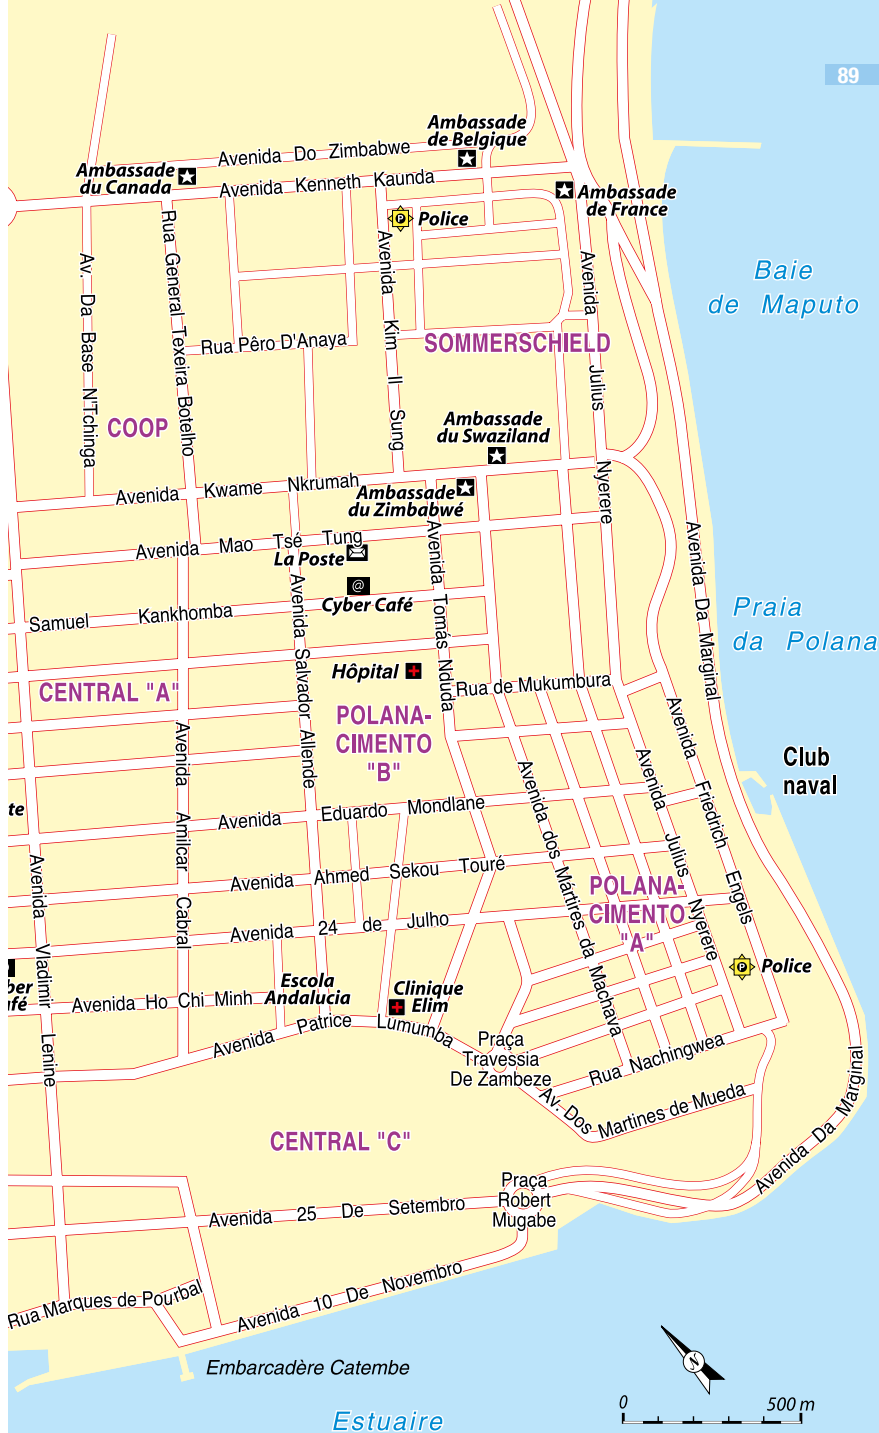 89
Ambassade
de Belgique
Avenida Do Zimbabwe
Ambassade
du Canada
Avenida Kenneth Kaunda
Ambassade
de France
Police
Rua General Texeira Botelho
Av. Da Base N'Tchinga
Avenida Kim Il Sung
Avenida Julius Nyerere
Baie
de Maputo
Rua Pêro D'Anaya
SOMMERSCHIELD
COOP
Ambassade
du Swaziland
Avenida Kwame Nkrumah
Ambassade
du Zimbabwé
Avenida Mao Tsé Tung
La Poste
@
Cyber Café
Avenida Tomás Nduda
Avenida Da Marginal
Avenida Salvador Allende
Samuel Kankhomba
Praia
da Polana
Hôpital
Rua de Mukumbura
CENTRAL "A"
POLANA-
CIMENTO
"B"
Avenida Amilcar Cabral
Avenida dos Mártires da Machava
Avenida Julius Nyerere
Avenida Friedrich Engels
Club
naval
te
Avenida Eduardo Mondlane
Avenida Vladimir Lenine
Avenida Ahmed Sekou Touré
POLANA-
CIMENTO
"A"
Avenida 24 de Julho
Police
ber
fé
Avenida Ho Chi Minh
Escola
Andalucia
Clinique
Elim
Avenida Patrice Lumumba
Praça
Travessia
De Zambeze
Rua Nachingwea
Av. Dos Martines de Mueda
Avenida Da Marginal
CENTRAL "C"
Praça
Robert
Mugabe
Avenida 25 De Setembro
Rua Marques de Pourbal
Avenida 10 De Novembro
Embarcadère Catembe
N
0 500 m
Estuaire